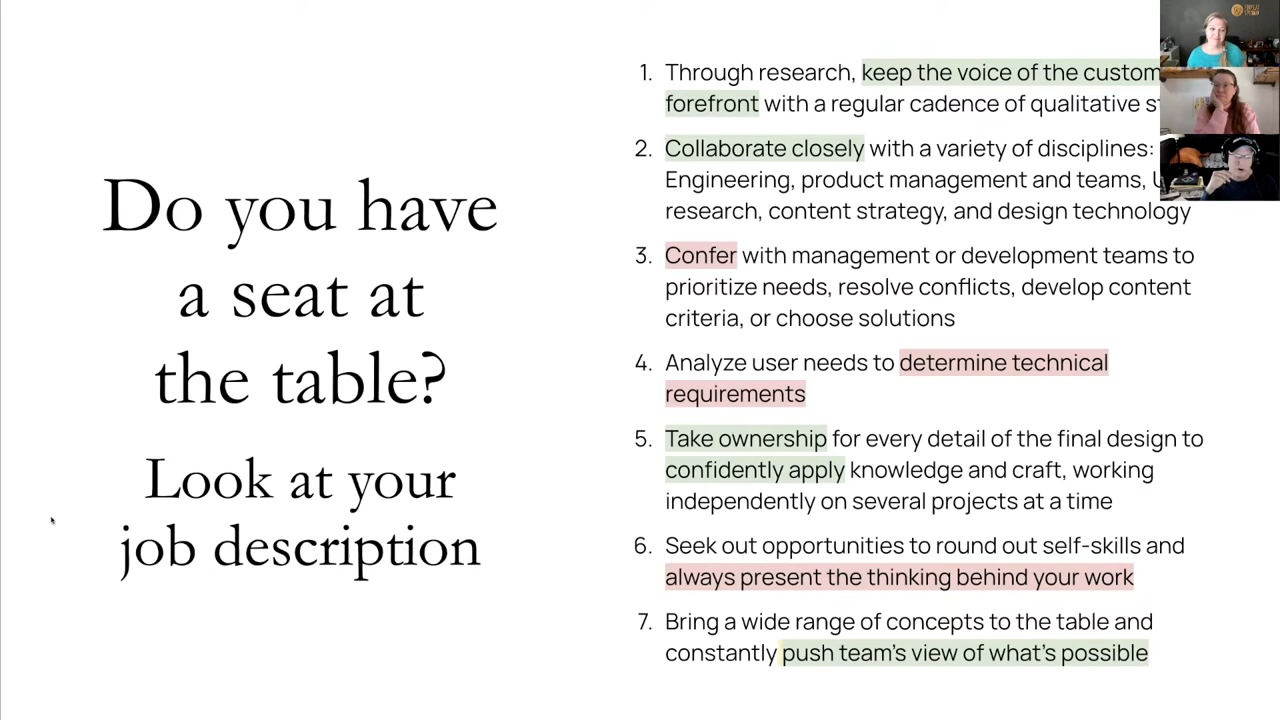 Do you have
a seat at
the table?
Look at your
job description
1. Through research, keep the voice of the
forefront with a regular cadence of qualitative
2. Collaborate closely with a variety of disciplines:
Engineering, product management and teams,
research, content strategy, and design technology
3. Confer with management or development teams to
prioritize needs, resolve conflicts, develop content
criteria, or choose solutions
4. Analyze user needs to determine technical
requirements
5. Take ownership for every detail of the final design to
confidently apply knowledge and craft, working
independently on several projects at a time
6. Seek out opportunities to round out self-skills and
always present the thinking behind your work
7. Bring a wide range of concepts to the table and
constantly push team's view of what's possible